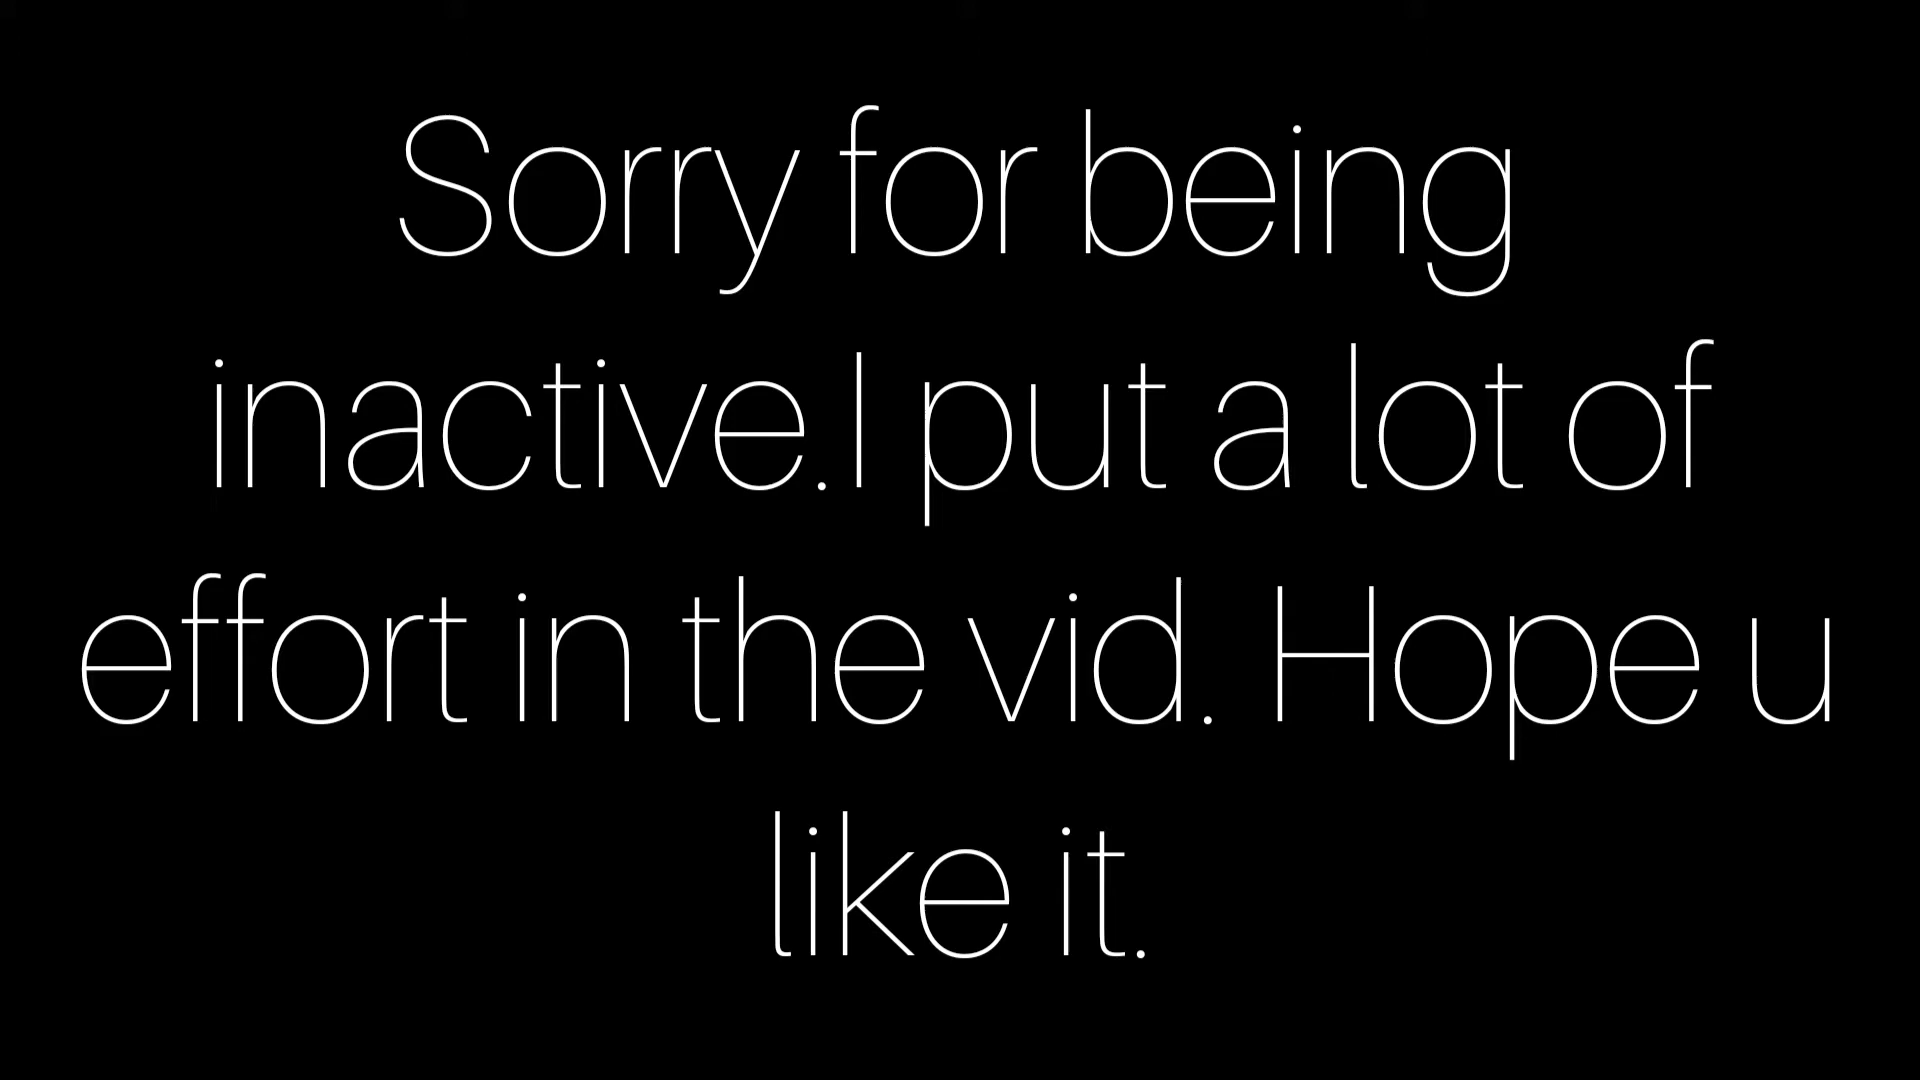 Sorry for being
inactive.I put a lot of
effort in the vid. Hope u
like it.